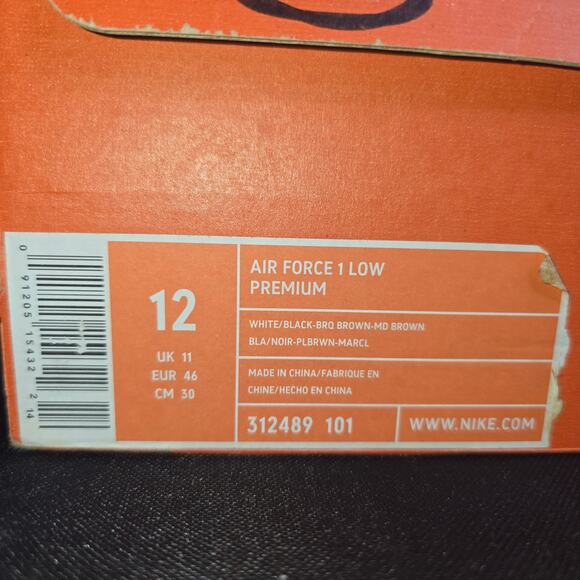 0 91205 15432 2 14
12
UK 11
EUR 46
CM 30
AIR FORCE 1 LOW
PREMIUM
WHITE/BLACK-BRQ BROWN-MD BROWN
BLA/NOIR-PLBRWN-MARCL
MADE IN CHINA/FABRIQUE EN
CHINE/HECHO EN CHINA
312489 101
WWW.NIKE.COM